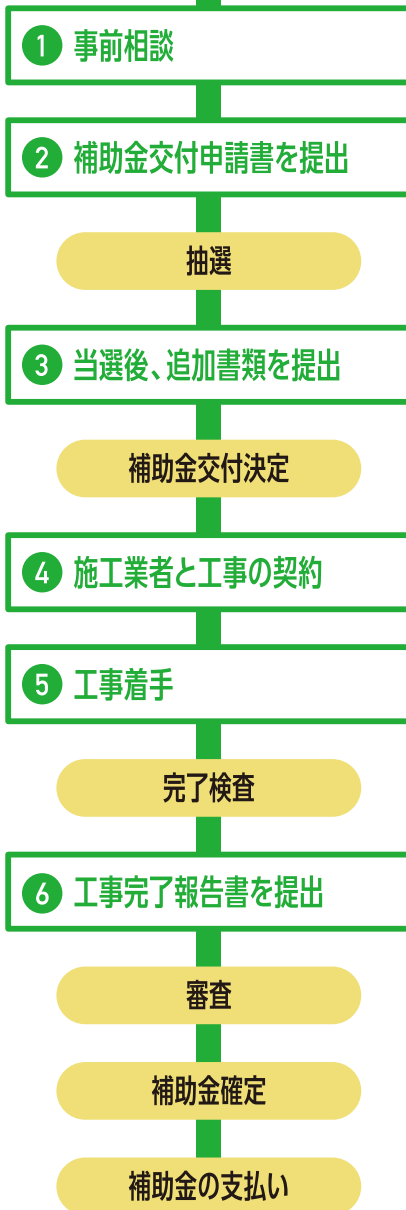 1 事前相談
2 補助金交付申請書を提出
抽選
3 当選後、追加書類を提出
補助金交付決定
4 施工業者と工事の契約
5 工事着手
完了検査
6 工事完了報告書を提出
審査
補助金確定
補助金の支払い